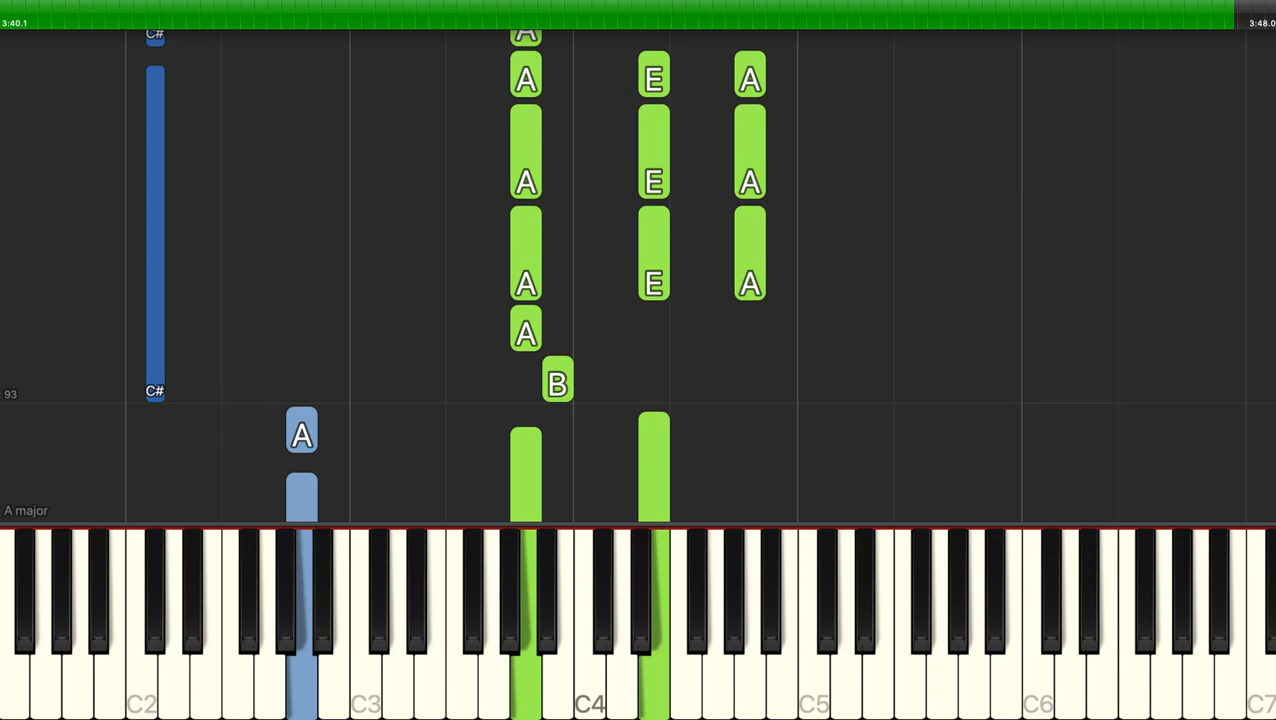 3:40.1 3:48.0
C# A
A E A
A E A
A E A
A
B
93 C#
A
A major
C2 C3 C4 C5 C6 C7